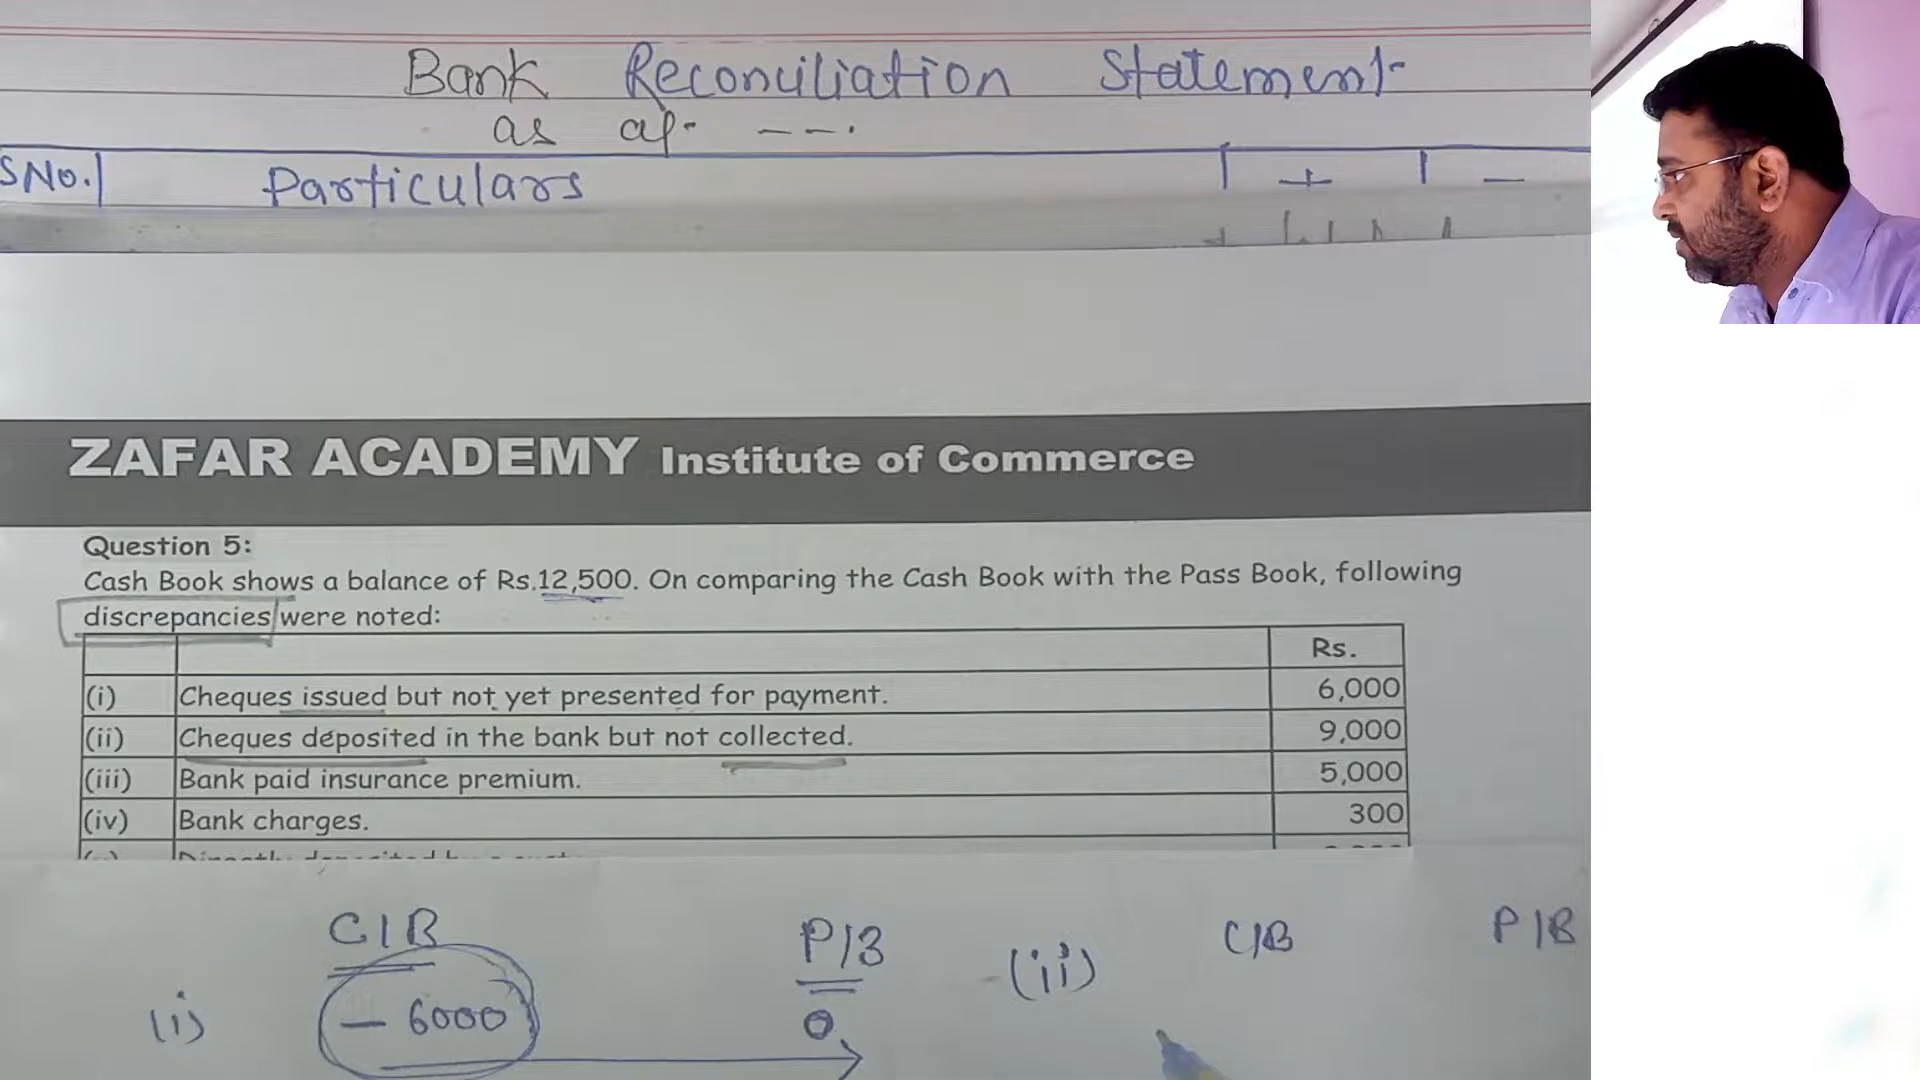 Bank Reconciliation Statement
as at ---.
SNo. Particulars + -
ZAFAR ACADEMY Institute of Commerce
Question 5:
Cash Book shows a balance of Rs.12,500. On comparing the Cash Book with the Pass Book, following
discrepancies were noted:
Rs.
(i) Cheques issued but not yet presented for payment. 6,000
(ii) Cheques deposited in the bank but not collected. 9,000
(iii) Bank paid insurance premium. 5,000
(iv) Bank charges. 300
C/B P/B (ii) C/B P/B
(i) - 6000 0